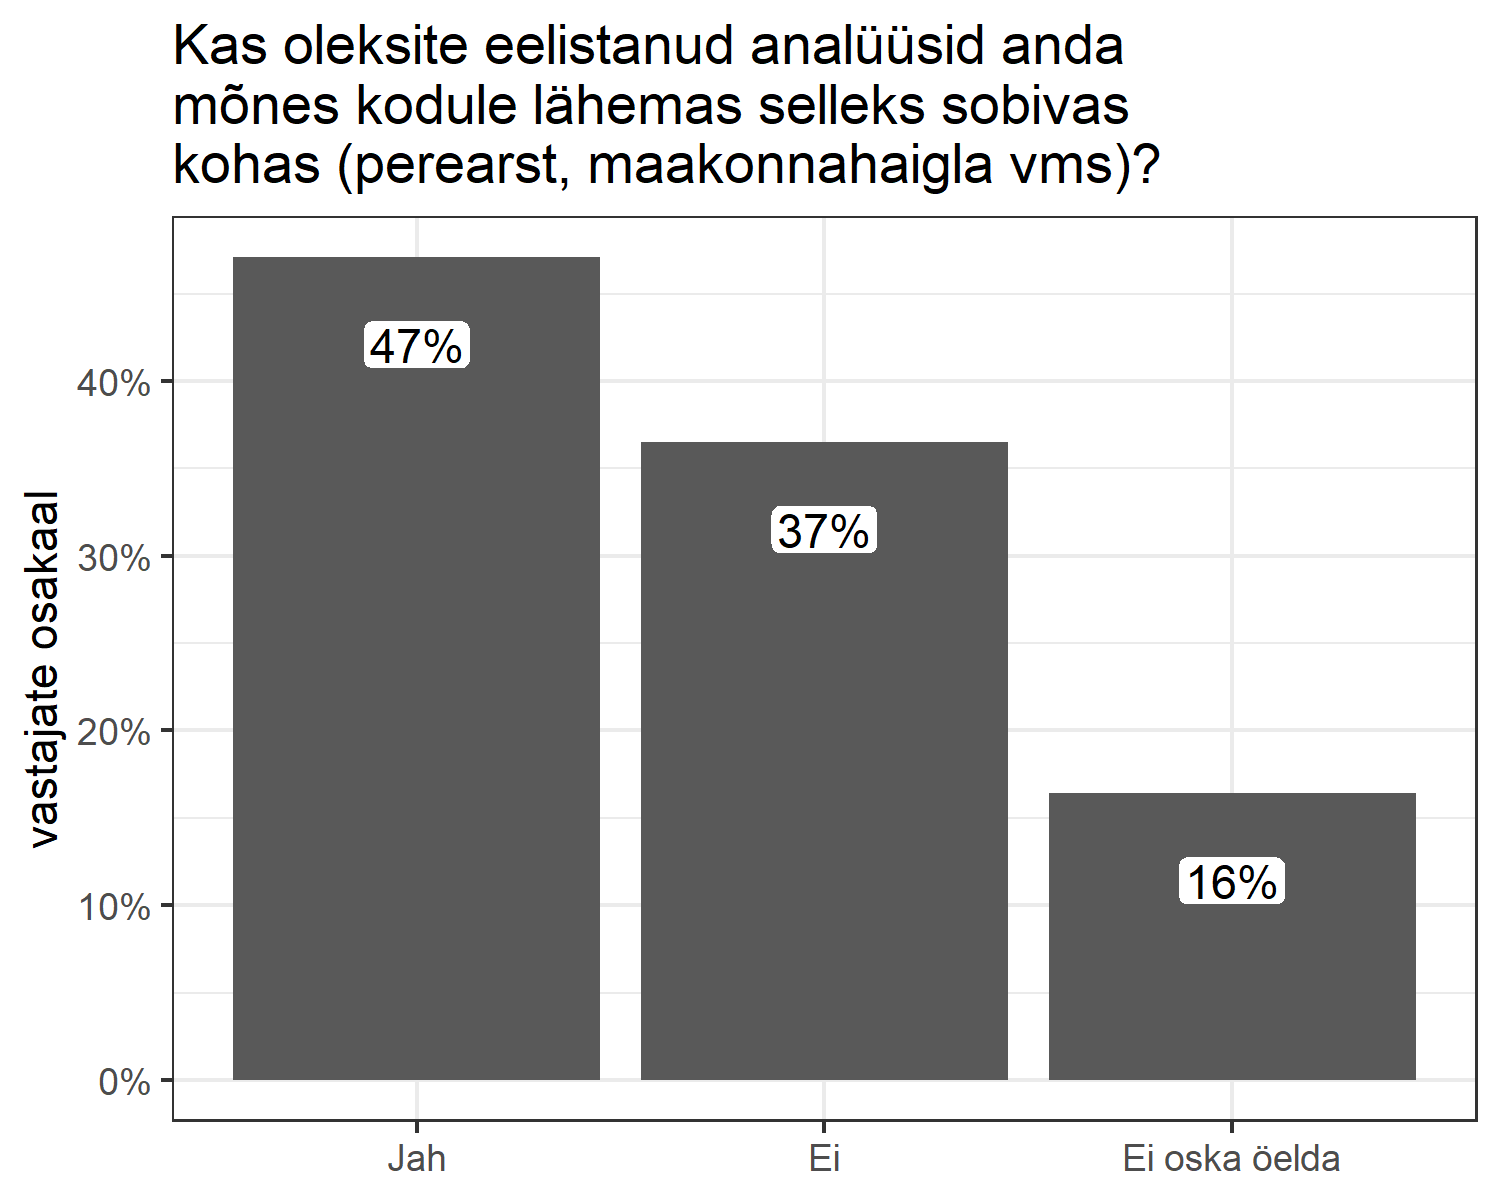 Kas oleksite eelistanud analüüsid anda
mõnes kodule lähemas selleks sobivas
kohas (perearst, maakonnahaigla vms)?
vastajate osakaal
40%
30%
20%
10%
0%
47%
37%
16%
Jah
Ei
Ei oska öelda